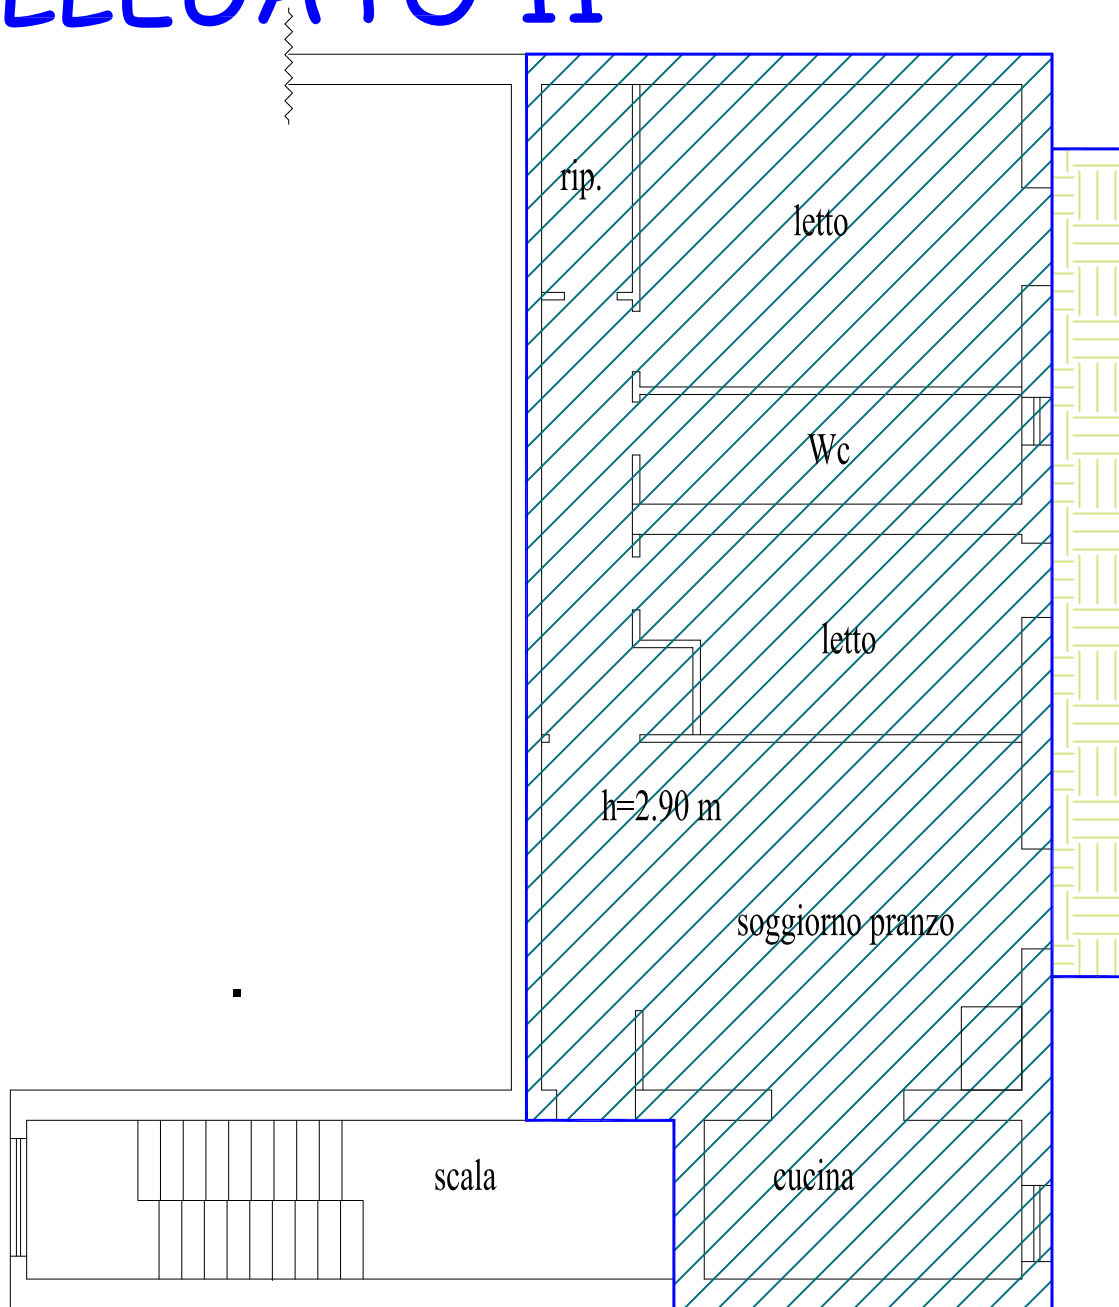 rip.
letto
Wc
letto
h=2.90 m
soggiorno pranzo
scala
cucina